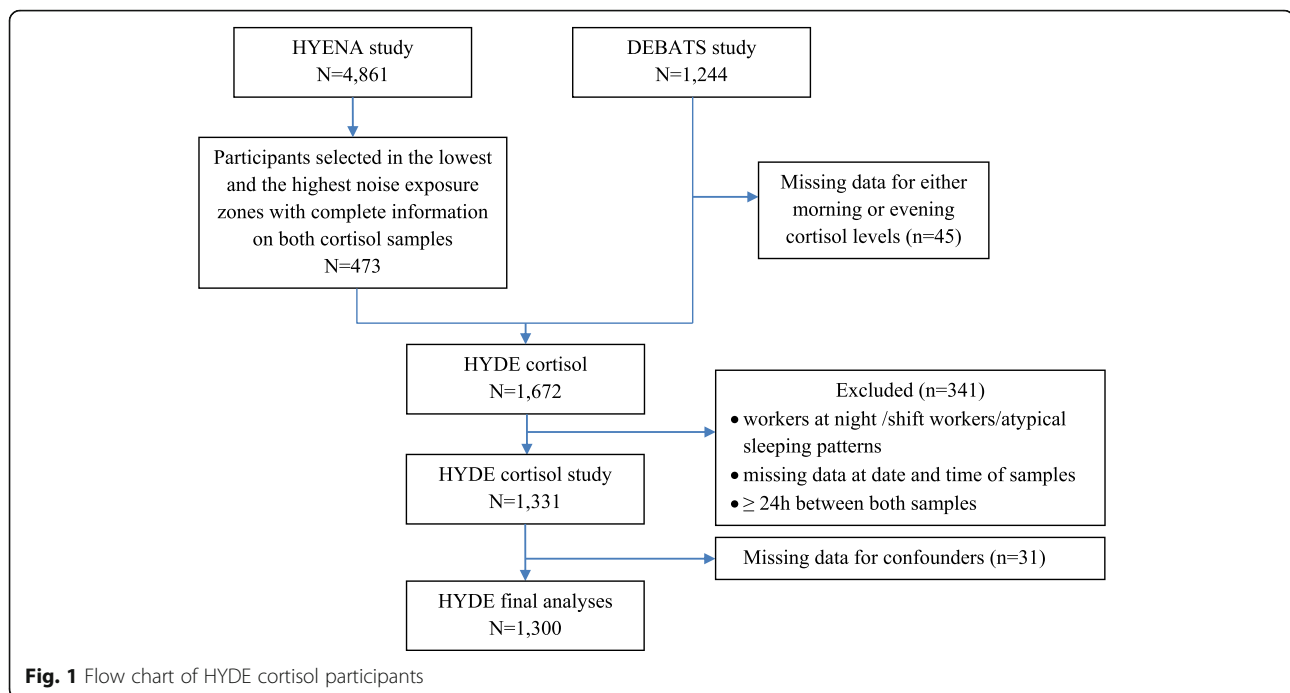 HYENA study
N=4,861
DEBATS study
N=1,244
Participants selected in the lowest
and the highest noise exposure
zones with complete information
on both cortisol samples
N=473
Missing data for either
morning or evening
cortisol levels (n=45)
HYDE cortisol
N=1,672
Excluded (n=341)
• workers at night /shift workers/atypical
sleeping patterns
• missing data at date and time of samples
• ≥ 24h between both samples
HYDE cortisol study
N=1,331
Missing data for confounders (n=31)
HYDE final analyses
N=1,300
Fig. 1 Flow chart of HYDE cortisol participants